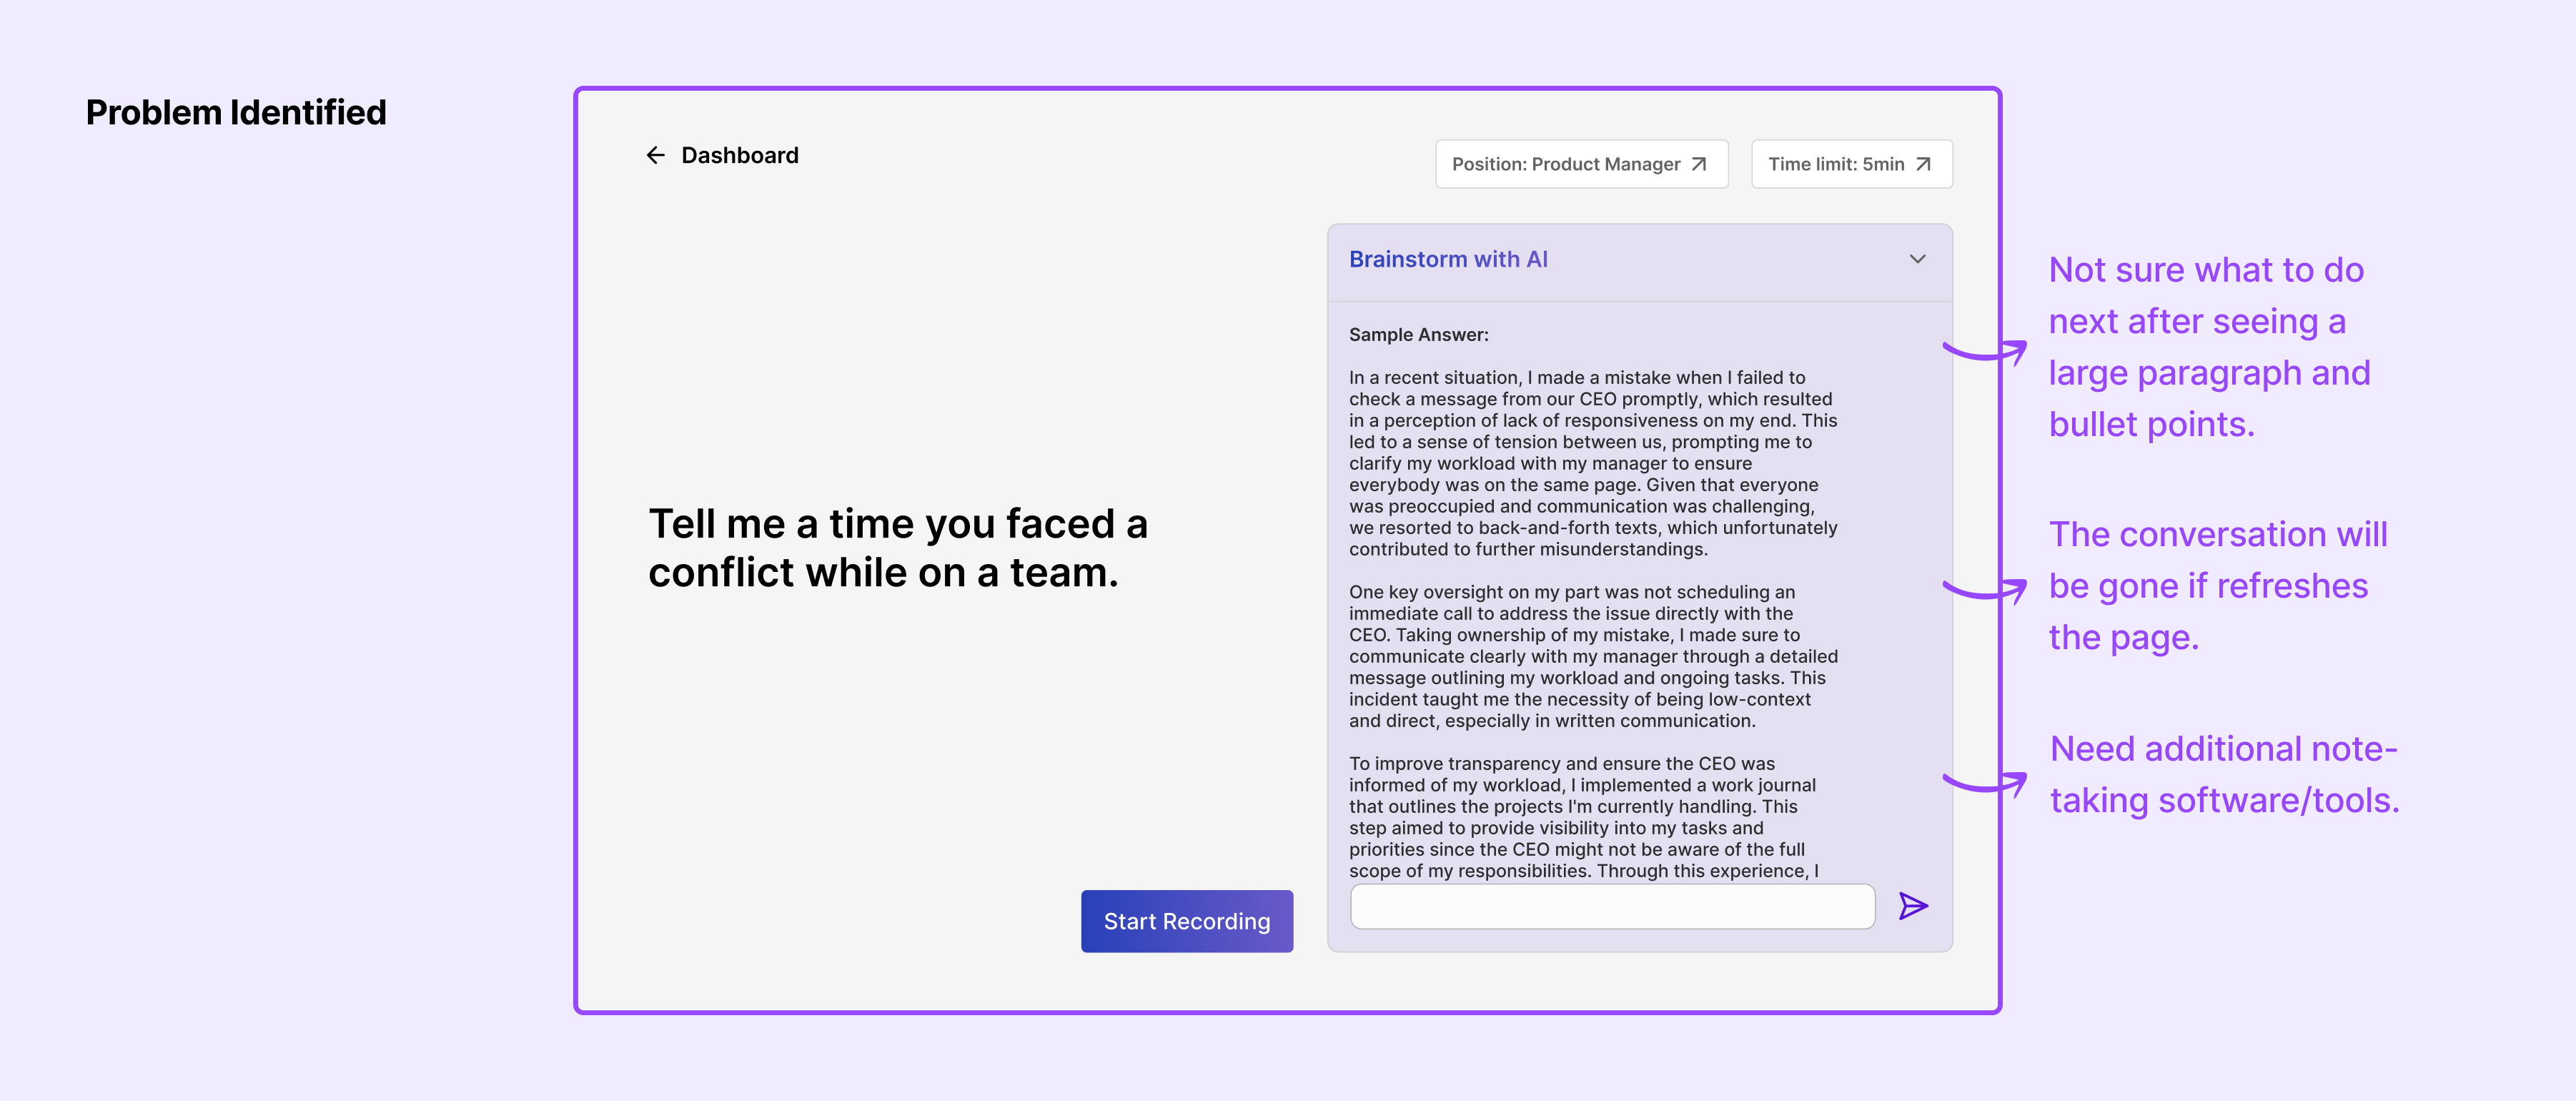 Problem Identified
Dashboard
Position: Product Manager
Time limit: 5min
Tell me a time you faced a
conflict while on a team.
Start Recording
Brainstorm with AI
Sample Answer:
In a recent situation, I made a mistake when I failed to
check a message from our CEO promptly, which resulted
in a perception of lack of responsiveness on my end. This
led to a sense of tension between us, prompting me to
clarify my workload with my manager to ensure
everybody was on the same page. Given that everyone
was preoccupied and communication was challenging,
we resorted to back-and-forth texts, which unfortunately
contributed to further misunderstandings.
One key oversight on my part was not scheduling an
immediate call to address the issue directly with the
CEO. Taking ownership of my mistake, I made sure to
communicate clearly with my manager through a detailed
message outlining my workload and ongoing tasks. This
incident taught me the necessity of being low-context
and direct, especially in written communication.
To improve transparency and ensure the CEO was
informed of my workload, I implemented a work journal
that outlines the projects I'm currently handling. This
step aimed to provide visibility into my tasks and
priorities since the CEO might not be aware of the full
scope of my responsibilities. Through this experience, I
Not sure what to do
next after seeing a
large paragraph and
bullet points.
The conversation will
be gone if refreshes
the page.
Need additional note-
taking software/tools.